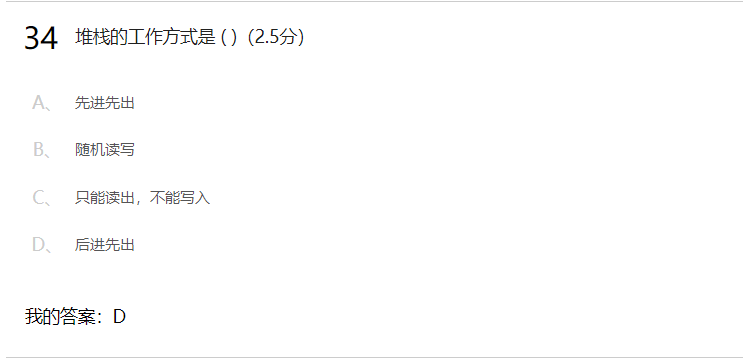 34 堆栈的工作方式是 ( ) （2.5分）
A、 先进先出
B、 随机读写
C、 只能读出，不能写入
D、 后进先出
我的答案：D